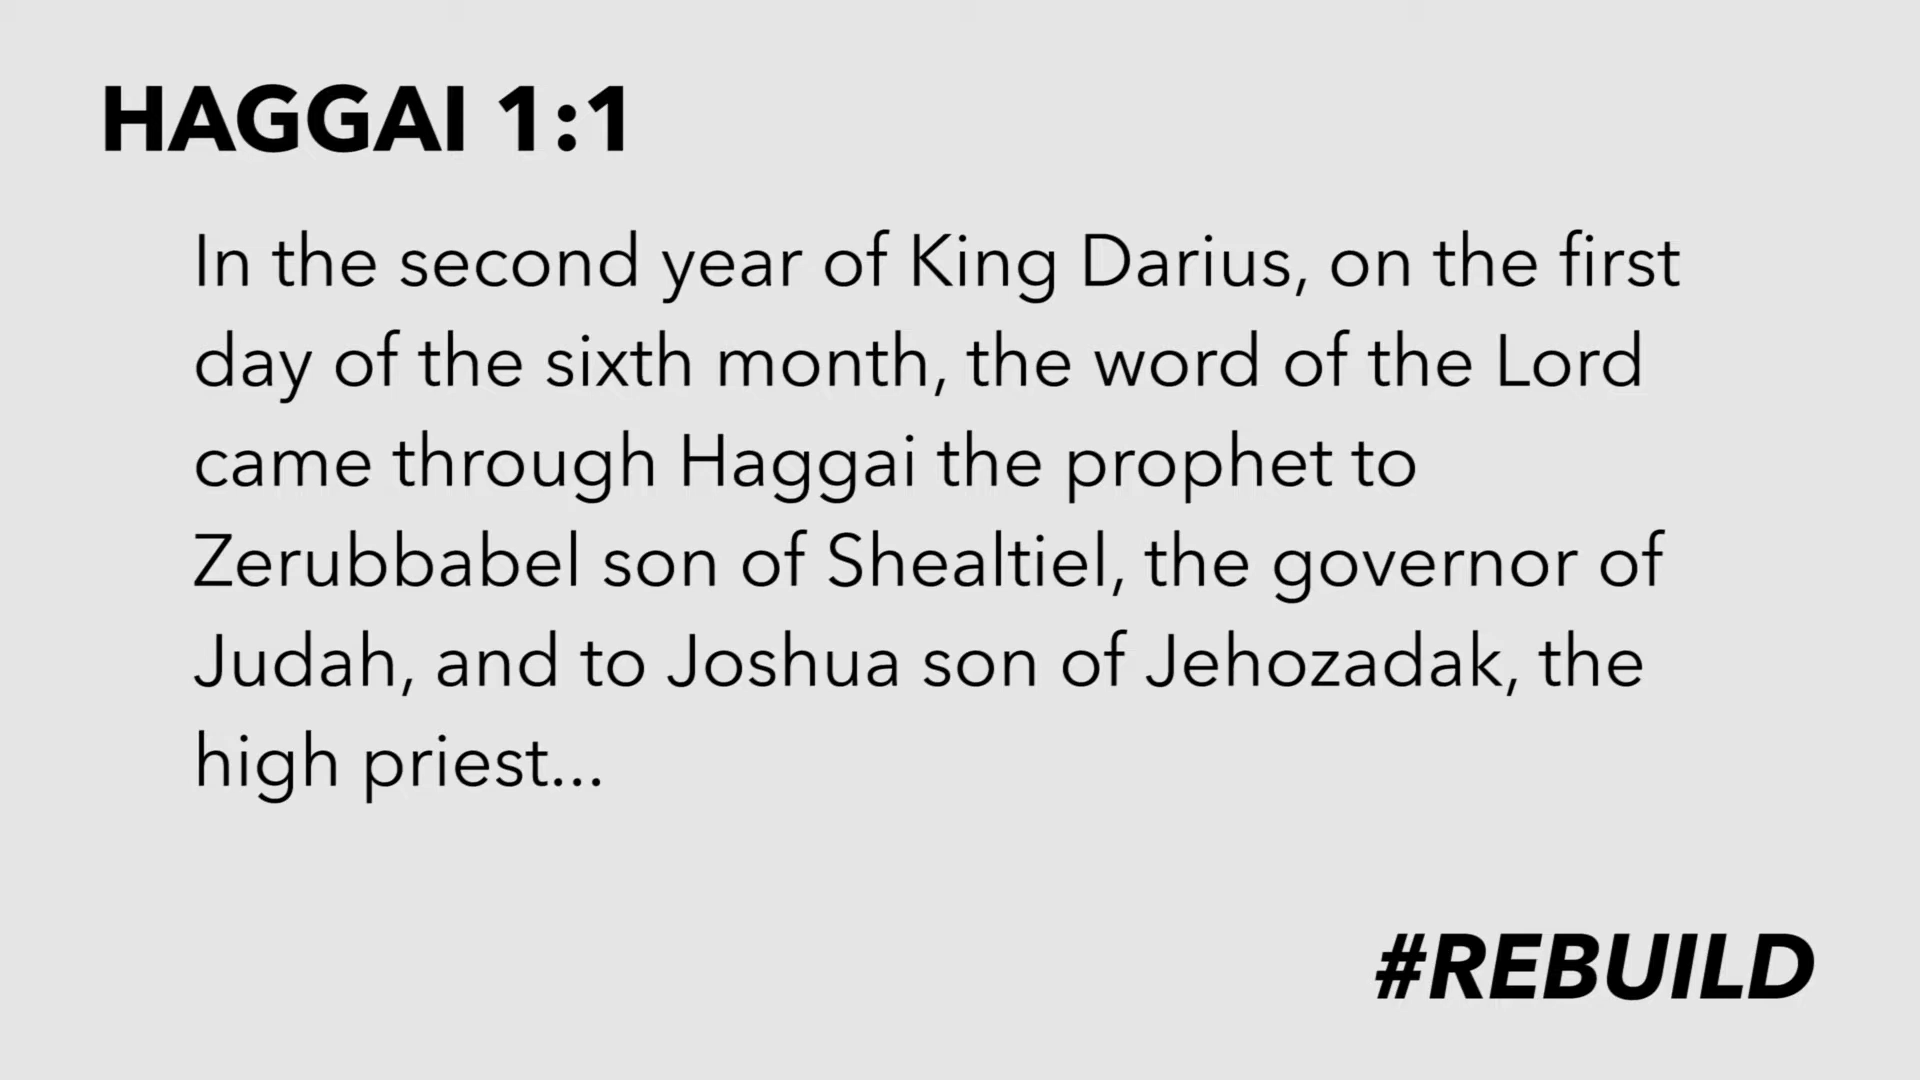 HAGGAI 1:1
In the second year of King Darius, on the first
day of the sixth month, the word of the Lord
came through Haggai the prophet to
Zerubbabel son of Shealtiel, the governor of
Judah, and to Joshua son of Jehozadak, the
high priest...
#REBUILD